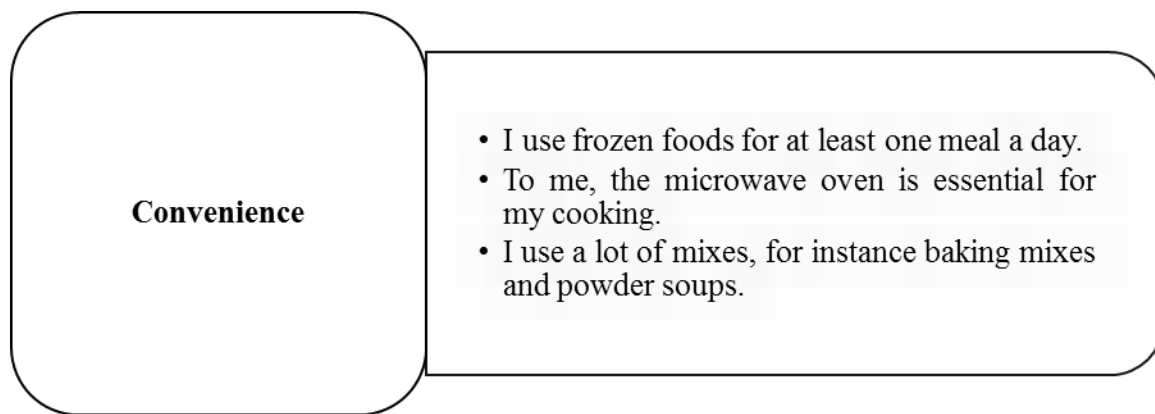 Convenience
• I use frozen foods for at least one meal a day.
• To me, the microwave oven is essential for
my cooking.
• I use a lot of mixes, for instance baking mixes
and powder soups.